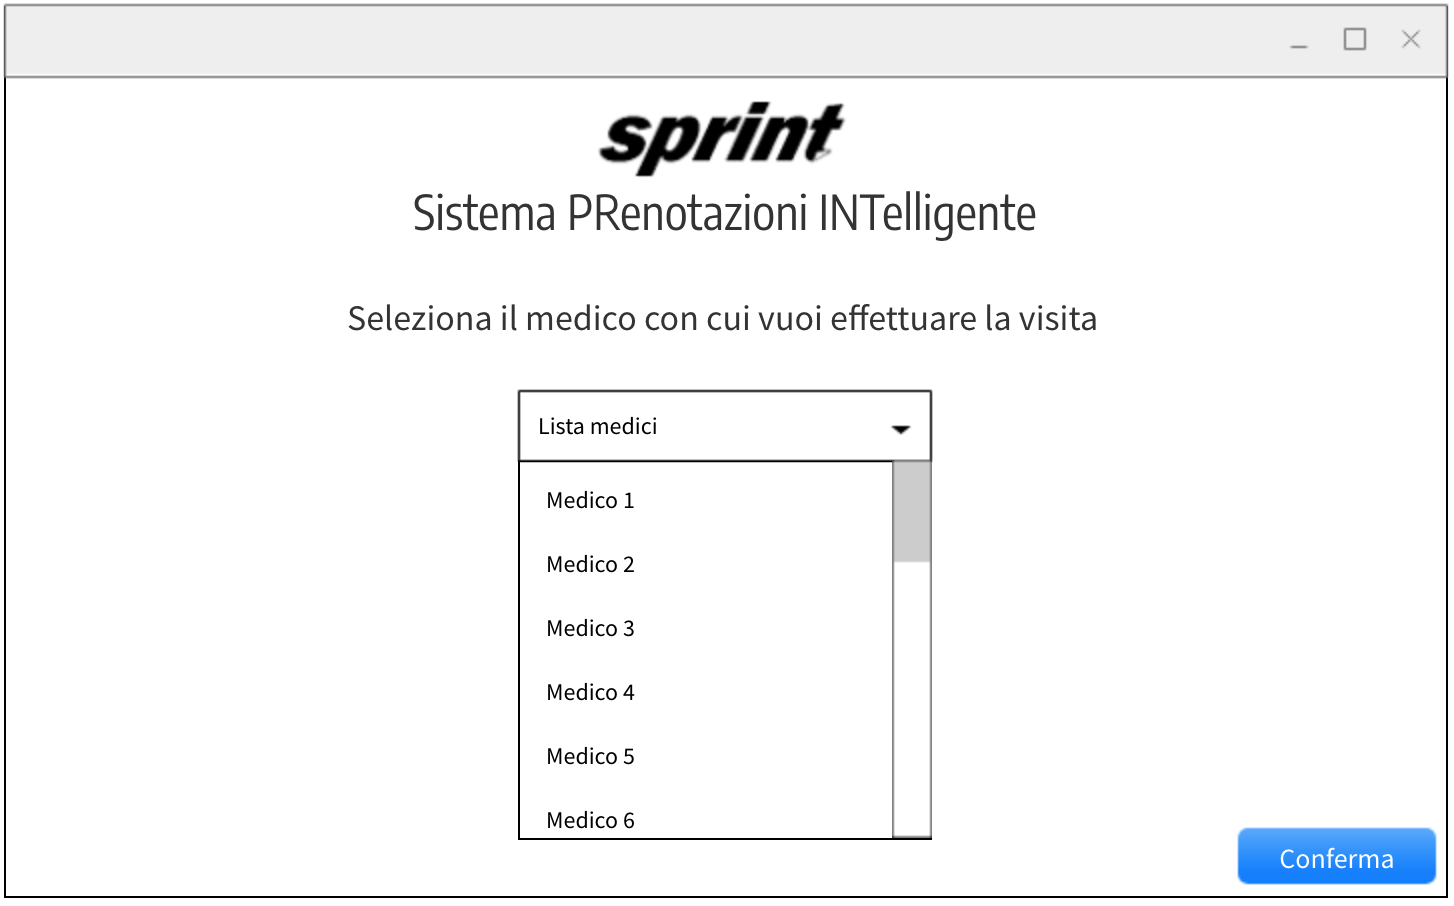 sprint
Sistema PRenotazioni INTelligente
Seleziona il medico con cui vuoi effettuare la visita
Lista medici
Medico 1
Medico 2
Medico 3
Medico 4
Medico 5
Medico 6
Conferma